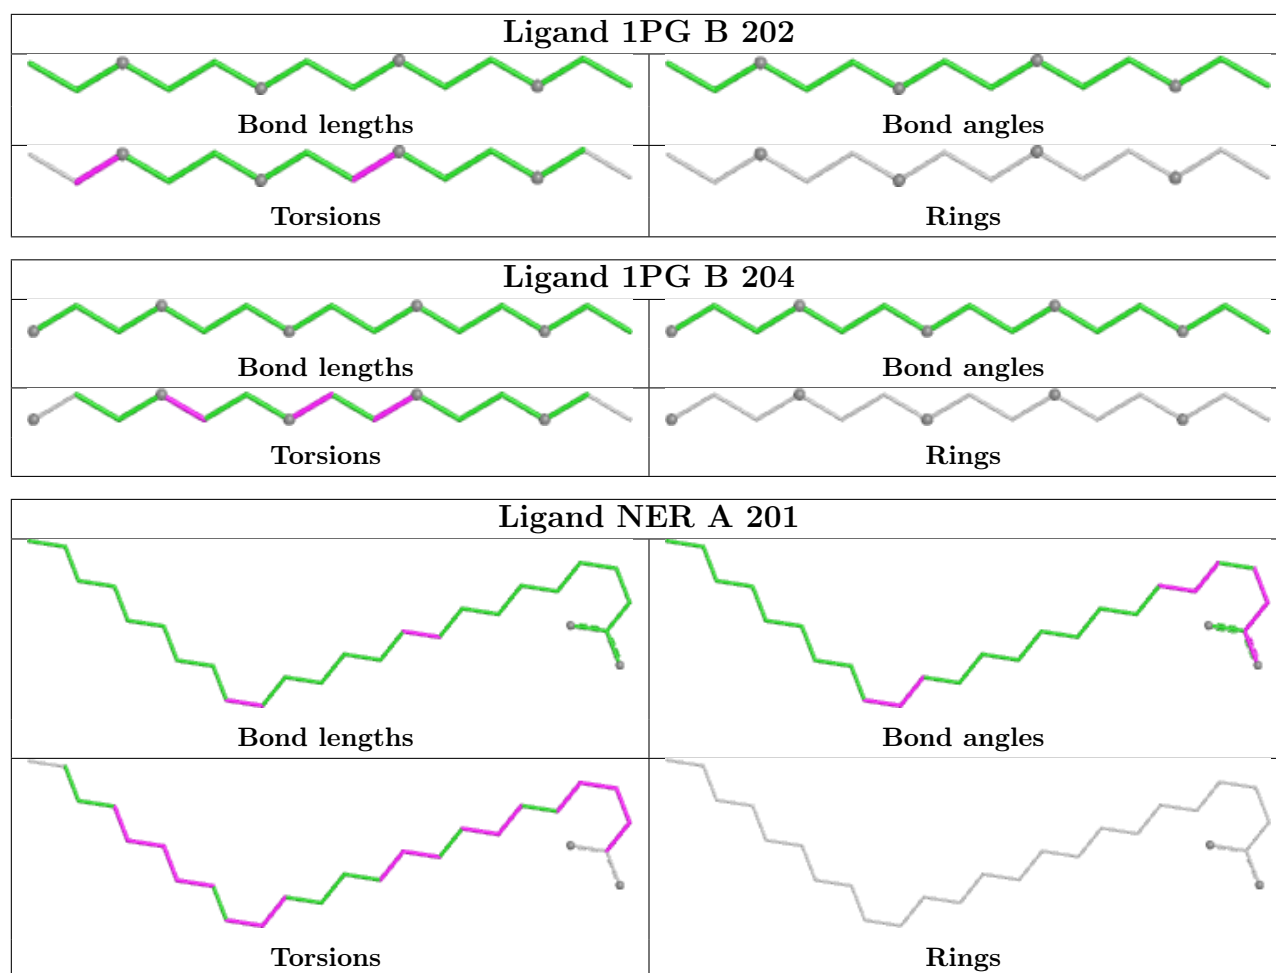 Ligand 1PG B 202
Bond lengths
Bond angles
Torsions
Rings
Ligand 1PG B 204
Bond lengths
Bond angles
Torsions
Rings
Ligand NER A 201
Bond lengths
Bond angles
Torsions
Rings